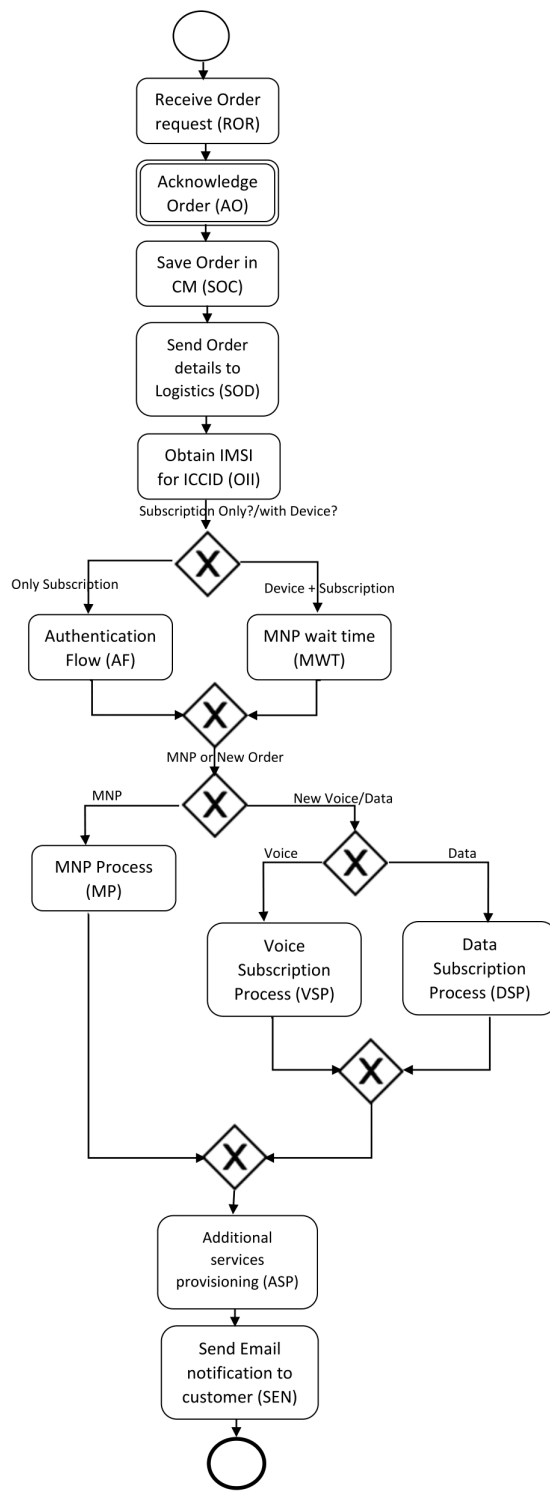 Receive Order
request (ROR)
Acknowledge
Order (AO)
Save Order in
CM (SOC)
Send Order
details to
Logistics (SOD)
Obtain IMSI
for ICCID (OII)
Subscription Only?/with Device?
X
Only Subscription
Device + Subscription
Authentication
Flow (AF)
MNP wait time
(MWT)
X
MNP or New Order
X
MNP
New Voice/Data
MNP Process
(MP)
X
Voice
Data
Voice
Subscription
Process (VSP)
Data
Subscription
Process (DSP)
X
X
Additional
services
provisioning (ASP)
Send Email
notification to
customer (SEN)